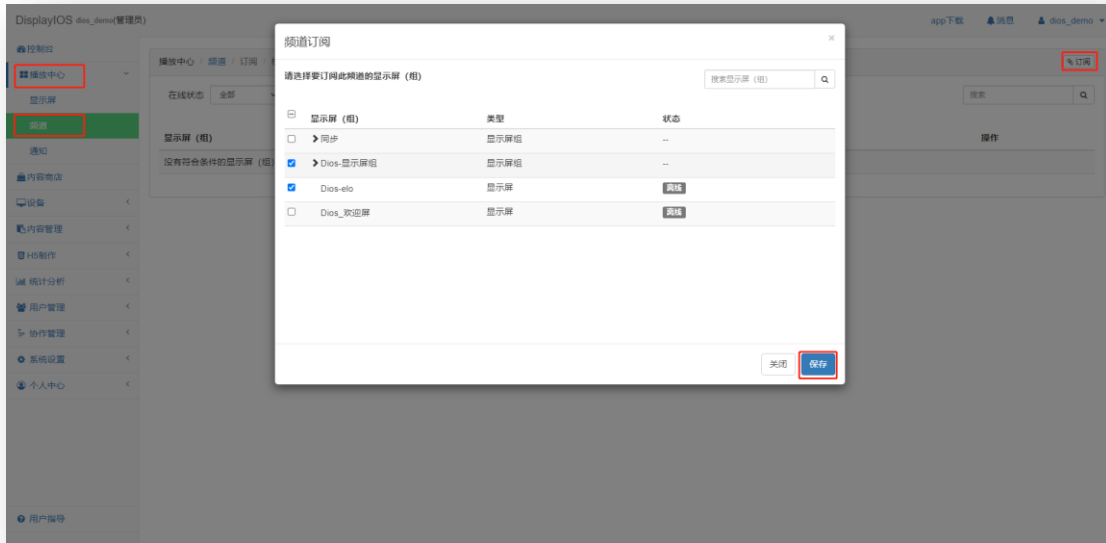 DisplayIOS dios_demo(管理员)
app下载 消息 dios_demo
控制台
播放中心
显示屏
频道
通知
内容商店
设备
内容管理
H5制作
统计分析
用户管理
协作管理
系统设置
个人中心
用户指导
播放中心 / 频道 / 订阅 /
订阅
在线状态 全部
搜索
显示屏 (组)
操作
没有符合条件的显示屏 (组)
频道订阅 ×
请选择要订阅此频道的显示屏 (组)
搜索显示屏 (组)
显示屏 (组) 类型 状态
同步 显示屏组 --
Dios-显示屏组 显示屏组 --
Dios-elo 显示屏 离线
Dios_欢迎屏 显示屏 离线
关闭 保存